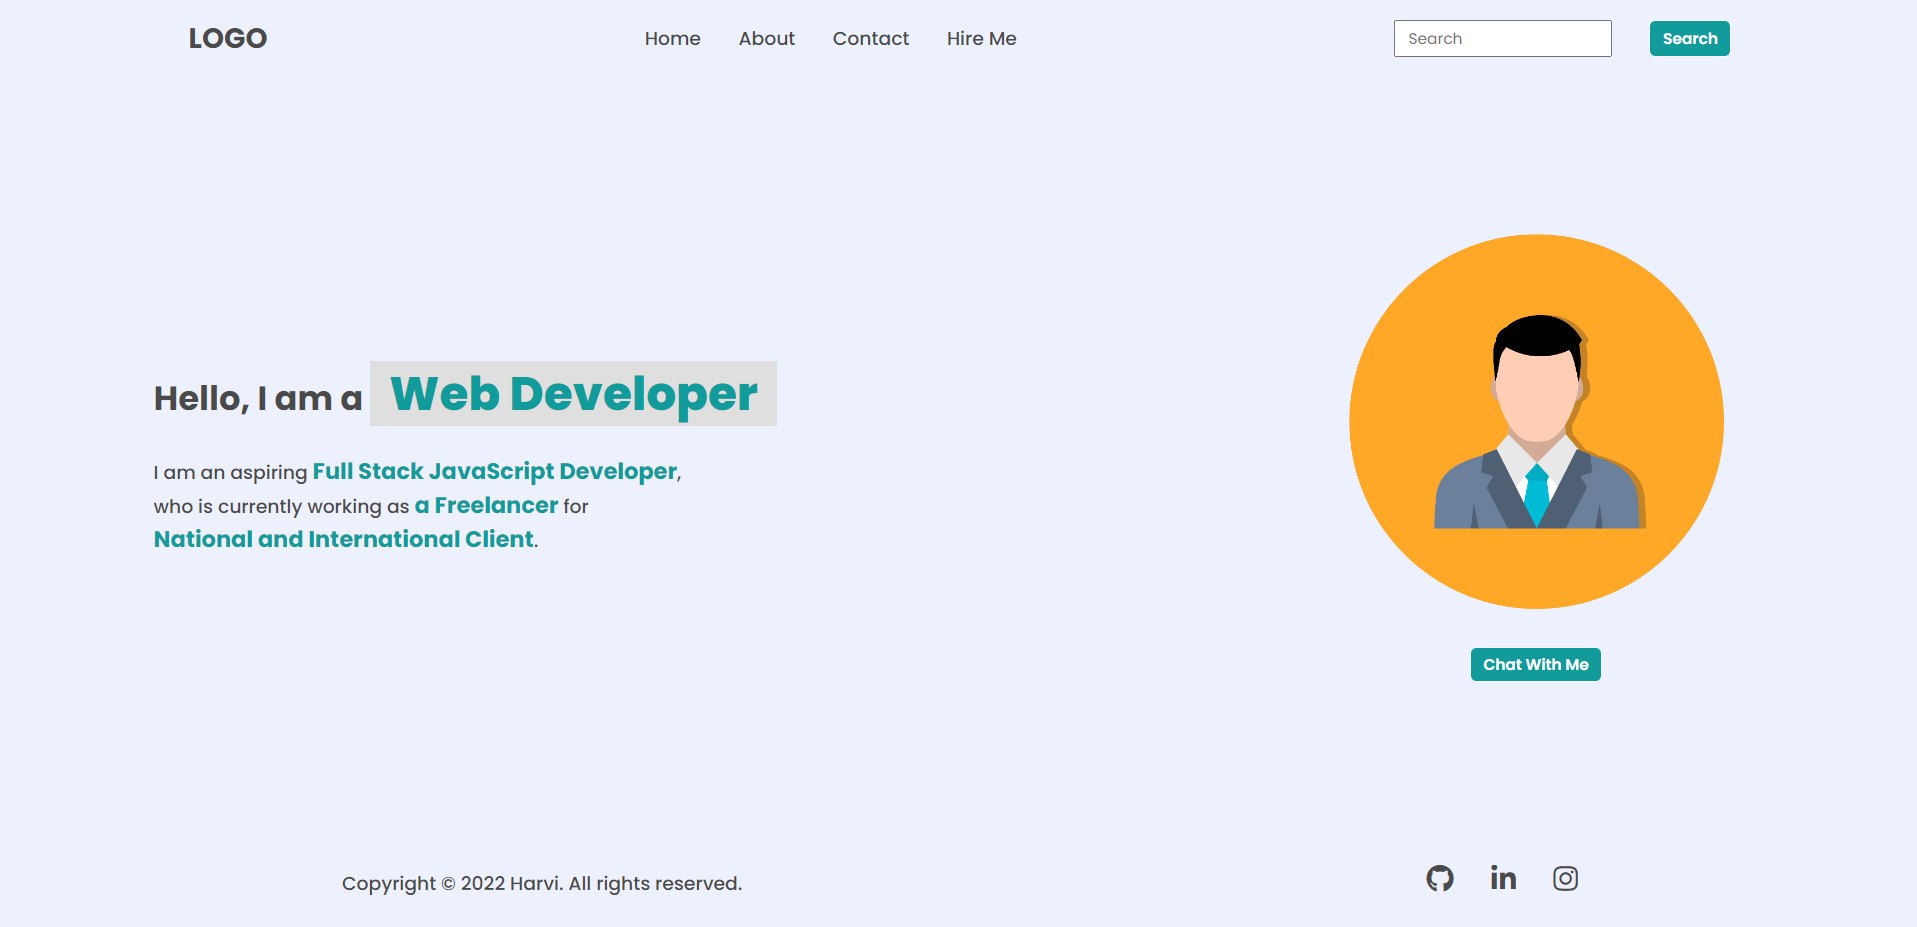 LOGO
Home About Contact Hire Me
Search
Search
Hello, I am a Web Developer
I am an aspiring Full Stack JavaScript Developer,
who is currently working as a Freelancer for
National and International Client.
Chat With Me
Copyright © 2022 Harvi. All rights reserved.
in